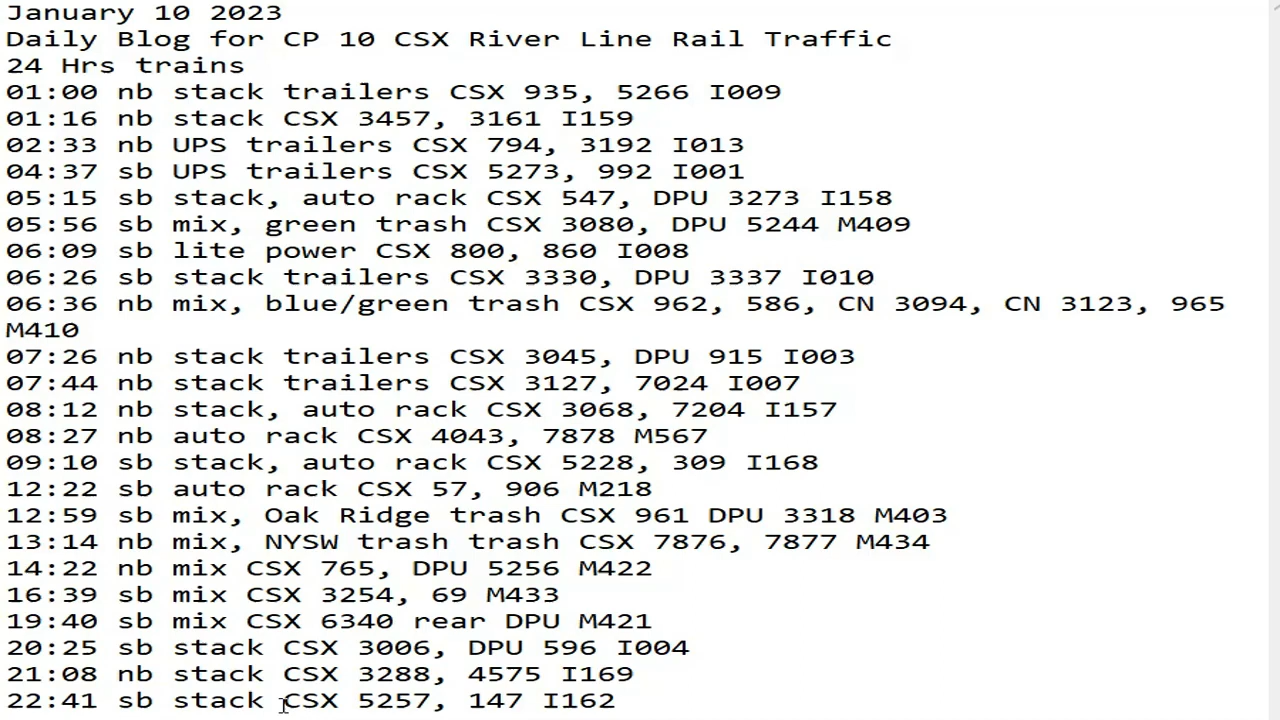 January 10 2023
Daily Blog for CP 10 CSX River Line Rail Traffic
24 Hrs trains
01:00 nb stack trailers CSX 935, 5266 I009
01:16 nb stack CSX 3457, 3161 I159
02:33 nb UPS trailers CSX 794, 3192 I013
04:37 sb UPS trailers CSX 5273, 992 I001
05:15 sb stack, auto rack CSX 547, DPU 3273 I158
05:56 sb mix, green trash CSX 3080, DPU 5244 M409
06:09 sb lite power CSX 800, 860 I008
06:26 sb stack trailers CSX 3330, DPU 3337 I010
06:36 nb mix, blue/green trash CSX 962, 586, CN 3094, CN 3123, 965
M410
07:26 nb stack trailers CSX 3045, DPU 915 I003
07:44 nb stack trailers CSX 3127, 7024 I007
08:12 nb stack, auto rack CSX 3068, 7204 I157
08:27 nb auto rack CSX 4043, 7878 M567
09:10 sb stack, auto rack CSX 5228, 309 I168
12:22 sb auto rack CSX 57, 906 M218
12:59 sb mix, Oak Ridge trash CSX 961 DPU 3318 M403
13:14 nb mix, NYSW trash trash CSX 7876, 7877 M434
14:22 nb mix CSX 765, DPU 5256 M422
16:39 sb mix CSX 3254, 69 M433
19:40 sb mix CSX 6340 rear DPU M421
20:25 sb stack CSX 3006, DPU 596 I004
21:08 nb stack CSX 3288, 4575 I169
22:41 sb stack CSX 5257, 147 I162